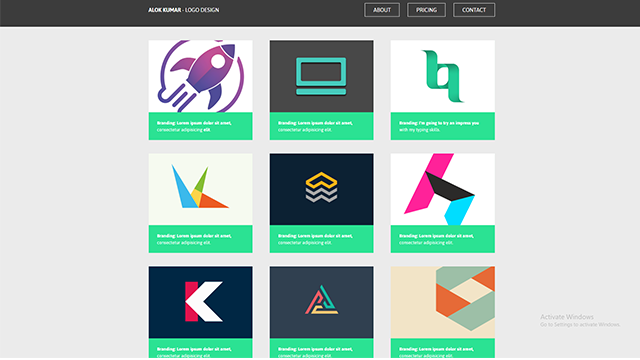 ALOK KUMAR - LOGO DESIGN
ABOUT
PRICING
CONTACT
Branding: Lorem ipsum dolor sit amet,
consectetur adipisicing elit.
Branding: Lorem ipsum dolor sit amet,
consectetur adipisicing elit.
Branding: I'm going to try an impress you
with my typing skills.
Branding: Lorem ipsum dolor sit amet,
consectetur adipisicing elit.
Branding: Lorem ipsum dolor sit amet,
consectetur adipisicing elit.
Branding: Lorem ipsum dolor sit amet,
consectetur adipisicing elit.
Branding: Lorem ipsum dolor sit amet,
consectetur adipisicing elit.
Branding: Lorem ipsum dolor sit amet,
consectetur adipisicing elit.
Branding: Lorem ipsum dolor sit amet,
consectetur adipisicing elit.
Activate Windows
Go to Settings to activate Windows.